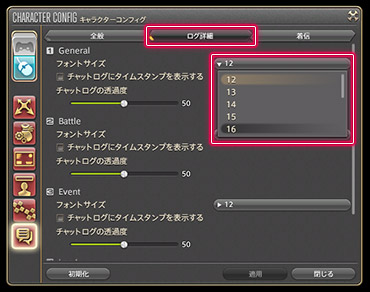 CHARACTER CONFIG キャラクターコンフィグ
全般 ログ詳細 着信
1 General
フォントサイズ 12
12
13
14
15
16
チャットログにタイムスタンプを表示する
チャットログの透過度
50
2 Battle
フォントサイズ
チャットログにタイムスタンプを表示する
チャットログの透過度
50
3 Event
フォントサイズ 12
チャットログにタイムスタンプを表示する
チャットログの透過度
50
初期化 適用 閉じる